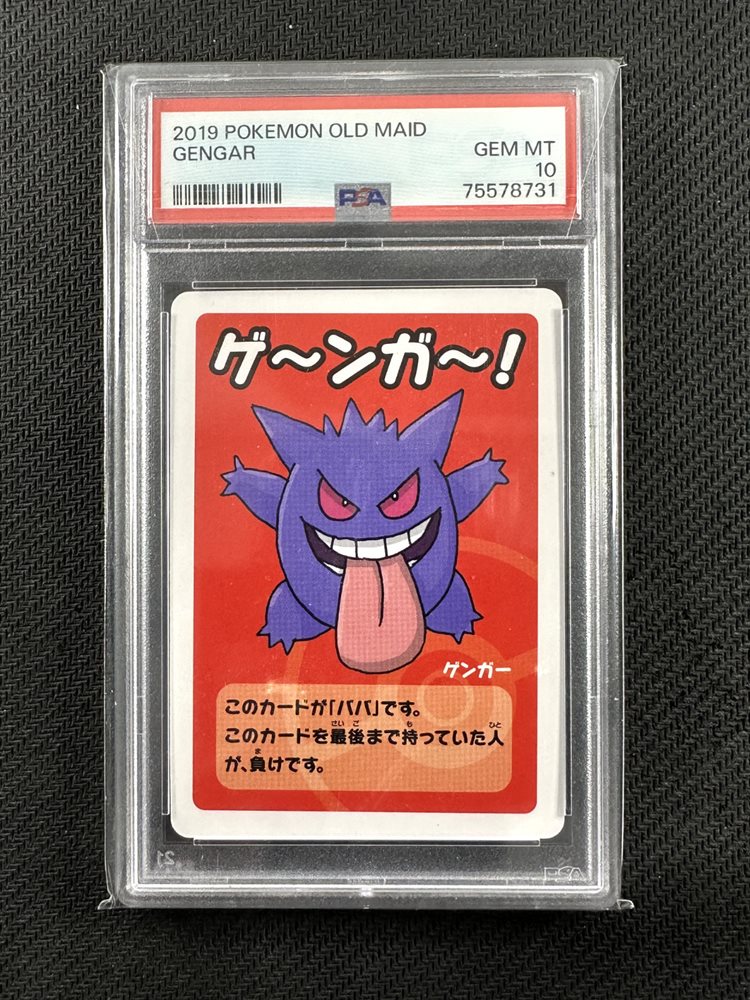 2019 POKEMON OLD MAID
GENGAR
GEM MT
10
75578731
PSA
ゲ～ンガ～!
ゲンガー
このカードが「ババ」です。
このカードを最後まで持っていた人
が、負けです。
PSA